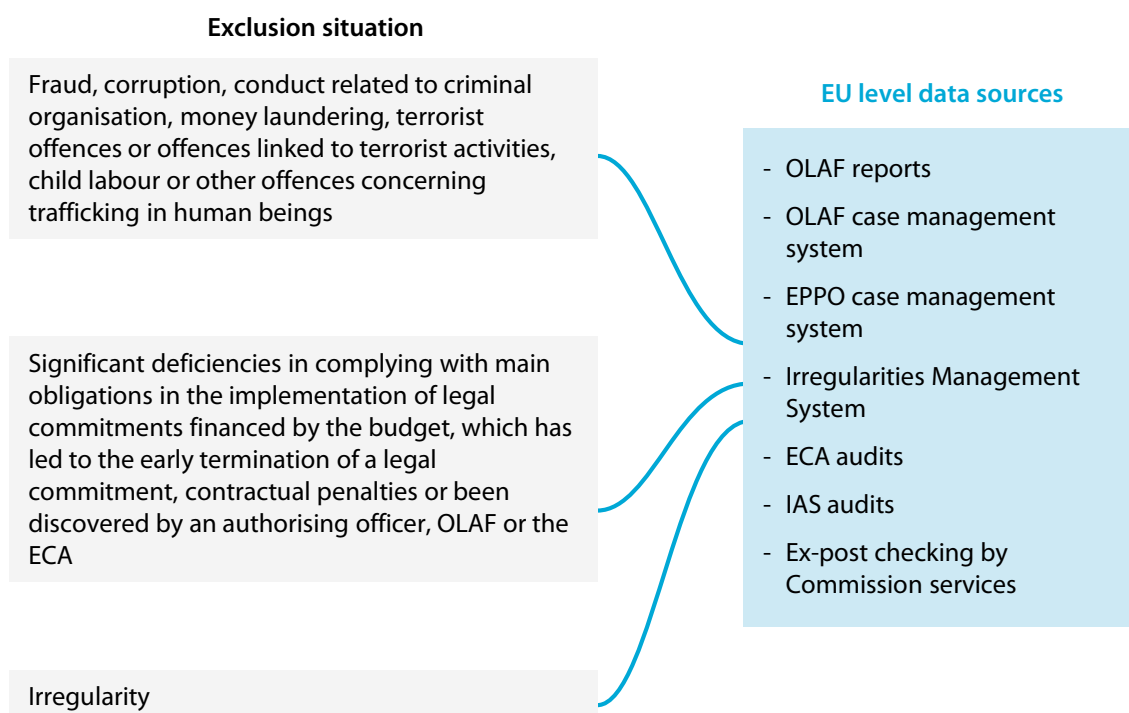 Exclusion situation
Fraud, corruption, conduct related to criminal
organisation, money laundering, terrorist
offences or offences linked to terrorist activities,
child labour or other offences concerning
trafficking in human beings
Significant deficiencies in complying with main
obligations in the implementation of legal
commitments financed by the budget, which has
led to the early termination of a legal
commitment, contractual penalties or been
discovered by an authorising officer, OLAF or the
ECA
Irregularity
EU level data sources
- OLAF reports
- OLAF case management
system
- EPPO case management
system
- Irregularities Management
System
- ECA audits
- IAS audits
- Ex-post checking by
Commission services